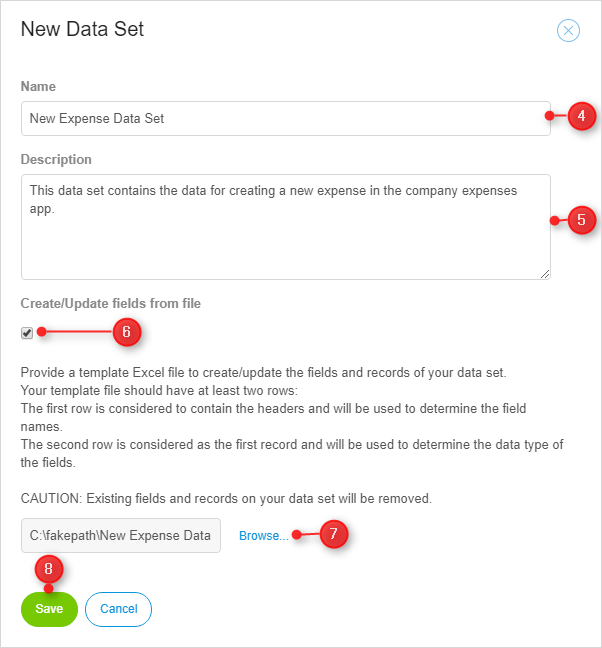 New Data Set
Name
New Expense Data Set
4
Description
This data set contains the data for creating a new expense in the company expenses
app.
5
Create/Update fields from file
6
Provide a template Excel file to create/update the fields and records of your data set.
Your template file should have at least two rows:
The first row is considered to contain the headers and will be used to determine the field
names.
The second row is considered as the first record and will be used to determine the data type of
the fields.
CAUTION: Existing fields and records on your data set will be removed.
C:\fakepath\New Expense Data
Browse...
7
8
Save
Cancel